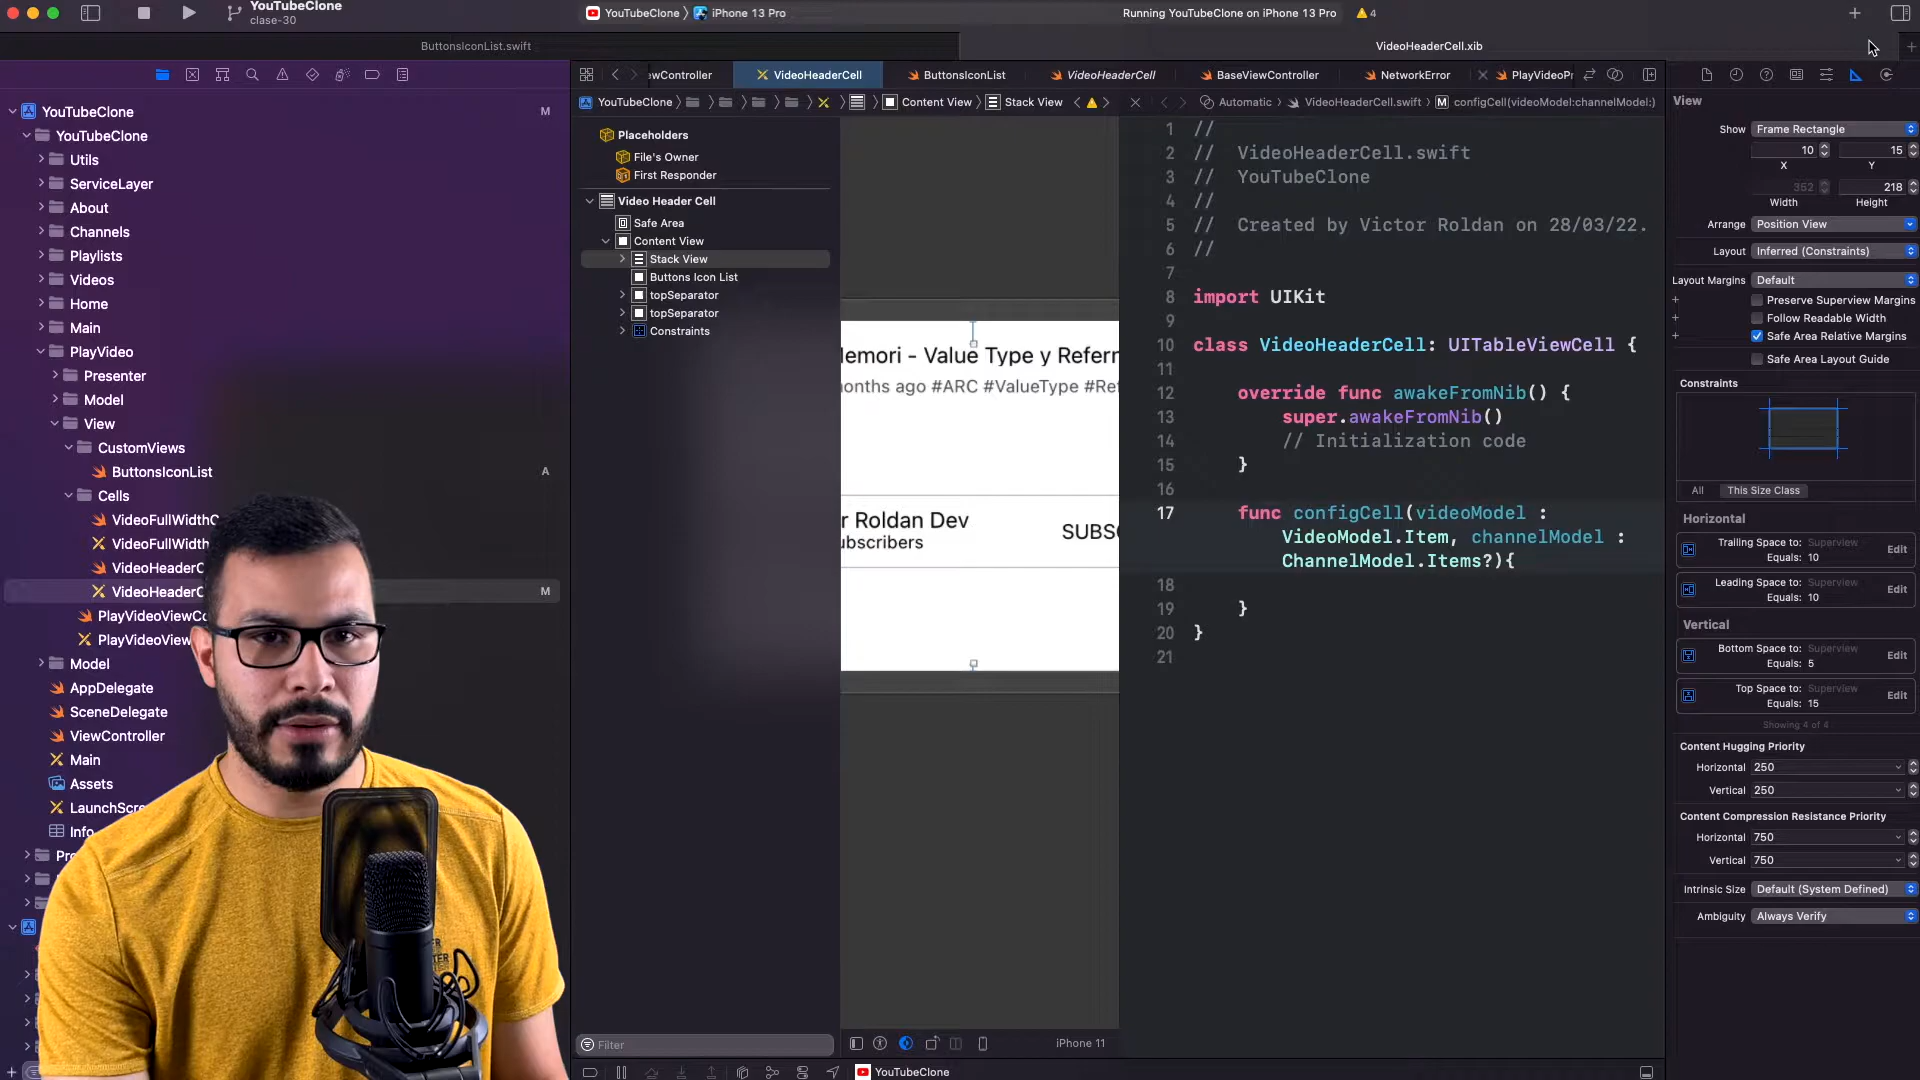 YouTubeClone
clase-30
YouTubeClone
iPhone 13 Pro
Running YouTubeClone on iPhone 13 Pro
4
ButtonsIconList.swift
VideoHeaderCell.xib
ewController
VideoHeaderCell
ButtonsIconList
VideoHeaderCell
BaseViewController
NetworkError
PlayVideoPr
YouTubeClone
Content View
Stack View
Automatic
VideoHeaderCell.swift
M configCell(videoModel:channelModel:)
YouTubeClone M
YouTubeClone
Utils
ServiceLayer
About
Channels
Playlists
Videos
Home
Main
PlayVideo
Presenter
Model
View
CustomViews
ButtonsIconList A
Cells
VideoFullWidthC
VideoFullWidth
VideoHeaderC
VideoHeaderC M
PlayVideoViewCo
PlayVideoView
Model
AppDelegate
SceneDelegate
ViewController
Main
Assets
LaunchScre
Info
Pro
Placeholders
File's Owner
First Responder
Video Header Cell
Safe Area
Content View
Stack View
Buttons Icon List
topSeparator
topSeparator
Constraints
Filter
emori - Value Type y Referr
onths ago #ARC #ValueType #Ref
r Roldan Dev
ubscribers
SUBSC
iPhone 11
YouTubeClone
1 //
2 // VideoHeaderCell.swift
3 // YouTubeClone
4 //
5 // Created by Victor Roldan on 28/03/22.
6 //
7
8 import UIKit
9
10 class VideoHeaderCell: UITableViewCell {
11
12 override func awakeFromNib() {
13 super.awakeFromNib()
14 // Initialization code
15 }
16
17 func configCell(videoModel :
VideoModel.Item, channelModel :
ChannelModel.Items?){
18
19 }
20 }
21
View
Show Frame Rectangle
10 15
X Y
352 218
Width Height
Arrange Position View
Layout Inferred (Constraints)
Layout Margins Default
Preserve Superview Margins
Follow Readable Width
Safe Area Relative Margins
Safe Area Layout Guide
Constraints
All This Size Class
Horizontal
Trailing Space to: Superview Edit
Equals: 10
Leading Space to: Superview Edit
Equals: 10
Vertical
Bottom Space to: Superview Edit
Equals: 5
Top Space to: Superview Edit
Equals: 15
Showing 4 of 4
Content Hugging Priority
Horizontal 250
Vertical 250
Content Compression Resistance Priority
Horizontal 750
Vertical 750
Intrinsic Size Default (System Defined)
Ambiguity Always Verify